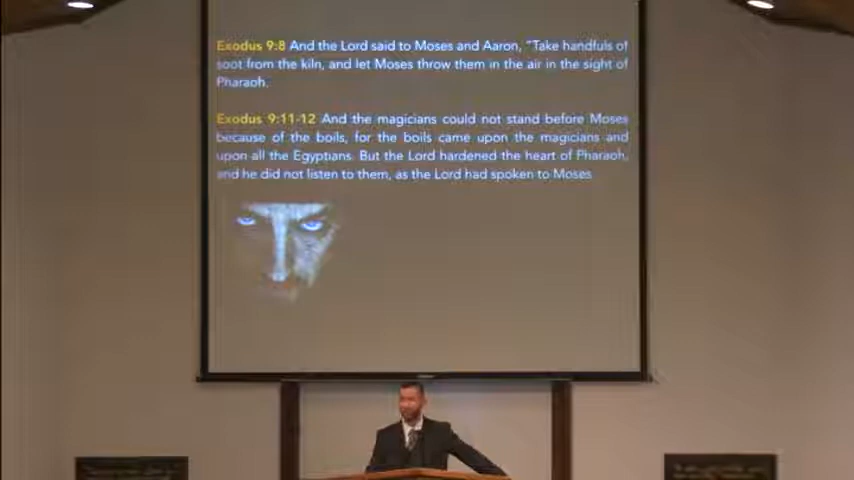 Exodus 9:8 And the Lord said to Moses and Aaron, "Take handfuls of
soot from the kiln, and let Moses throw them in the air in the sight of
Pharaoh.
Exodus 9:11-12 And the magicians could not stand before Moses
because of the boils, for the boils came upon the magicians and
upon all the Egyptians. But the Lord hardened the heart of Pharaoh,
and he did not listen to them, as the Lord had spoken to Moses